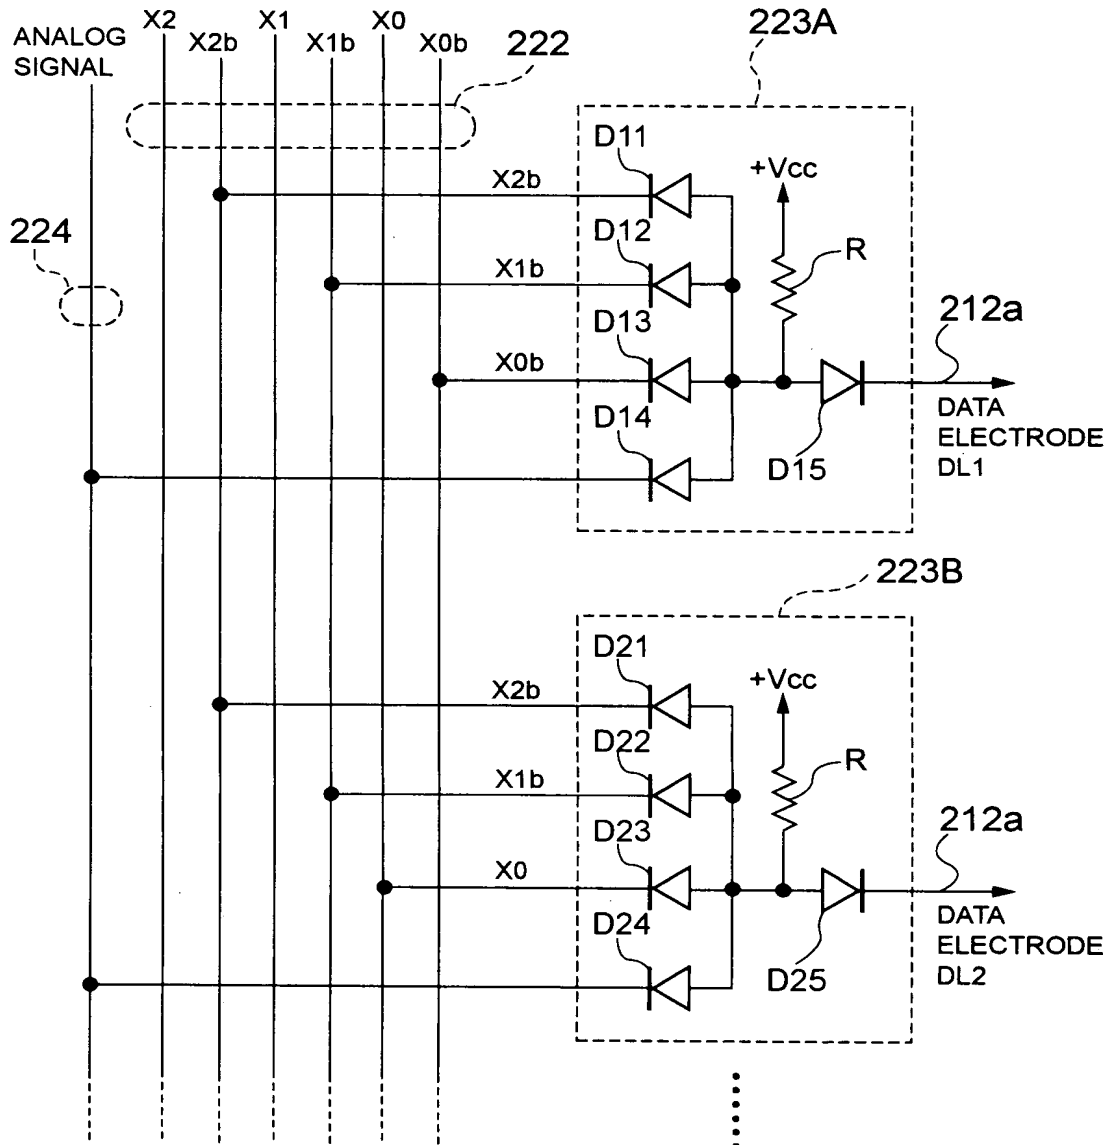 ANALOG
SIGNAL
X2
X2b
X1
X1b
X0
X0b
222
224
223A
D11
X2b
+Vcc
D12
X1b
R
D13
X0b
212a
D14
D15
DATA
ELECTRODE
DL1
223B
D21
X2b
+Vcc
D22
X1b
R
D23
X0
212a
D24
D25
DATA
ELECTRODE
DL2